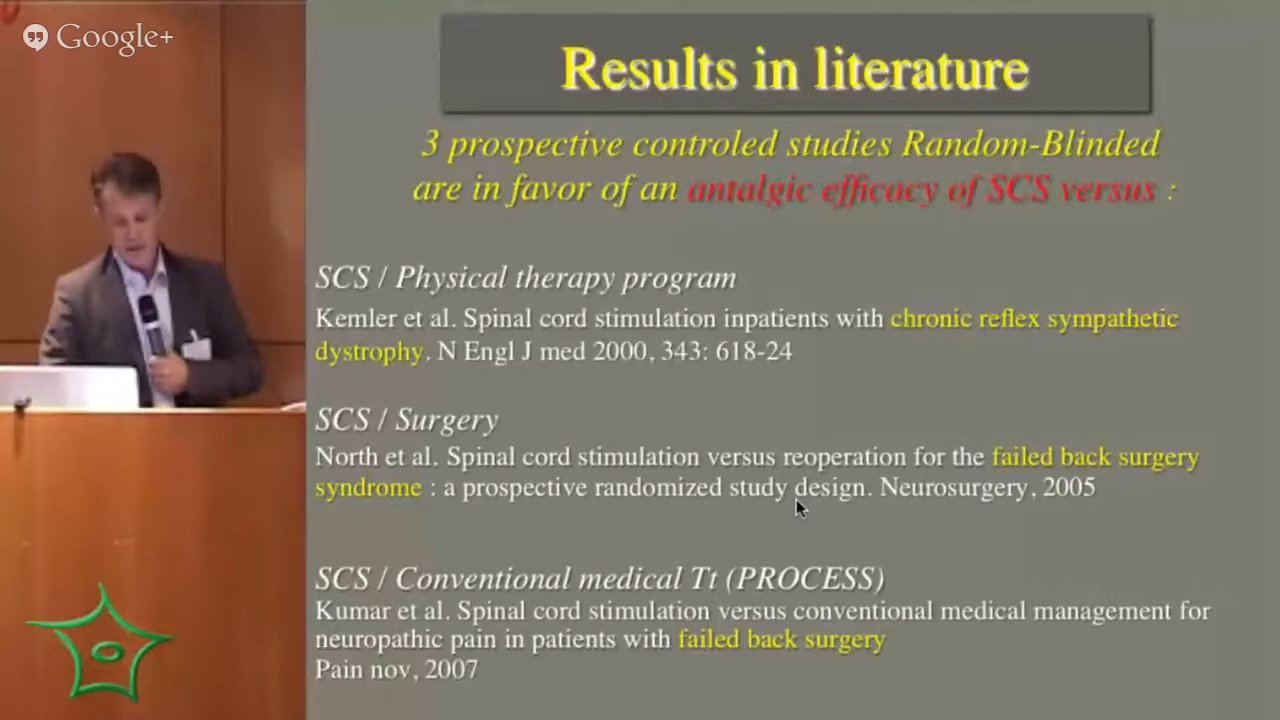 Google+
Results in literature
3 prospective controled studies Random-Blinded
are in favor of an antalgic efficacy of SCS versus :
SCS / Physical therapy program
Kemler et al. Spinal cord stimulation inpatients with chronic reflex sympathetic
dystrophy. N Engl J med 2000, 343: 618-24
SCS / Surgery
North et al. Spinal cord stimulation versus reoperation for the failed back surgery
syndrome : a prospective randomized study design. Neurosurgery, 2005
SCS / Conventional medical Tt (PROCESS)
Kumar et al. Spinal cord stimulation versus conventional medical management for
neuropathic pain in patients with failed back surgery
Pain nov, 2007